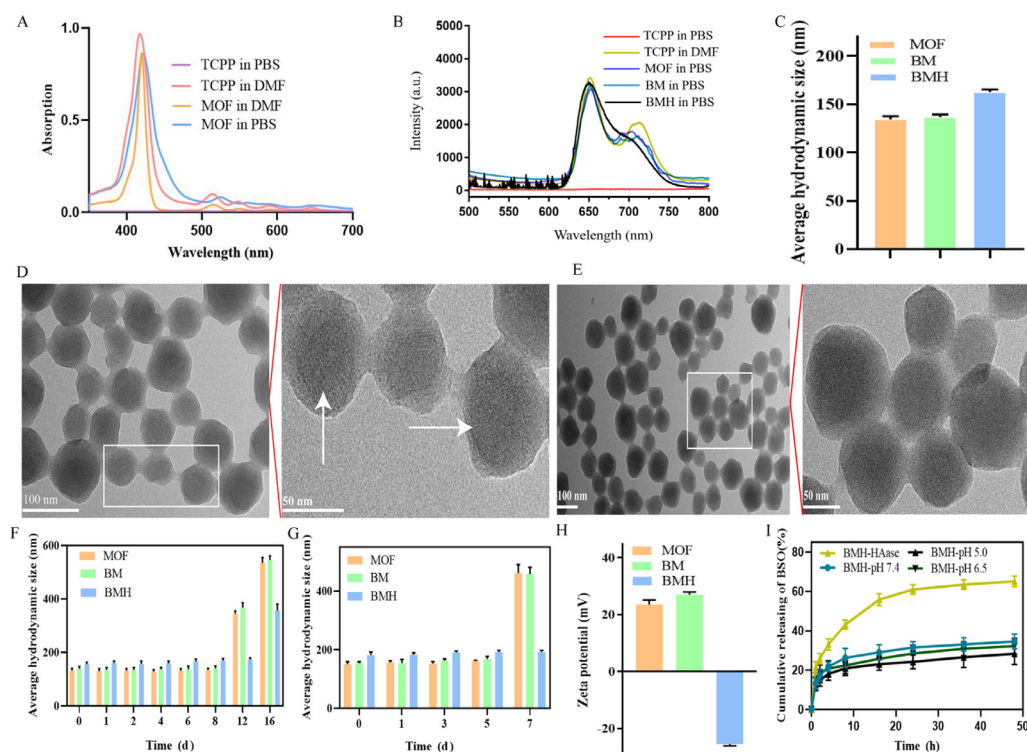 A
Absorption
1.0
0.5
0.0
400
500
600
700
Wavelength (nm)
TCPP in PBS
TCPP in DMF
MOF in DMF
MOF in PBS
B
Intensity (a.u.)
5000
4000
3000
2000
1000
0
500
550
600
650
700
750
800
Wavelength (nm)
TCPP in PBS
TCPP in DMF
MOF in PBS
BM in PBS
BMH in PBS
C
Average hydrodynamic size (nm)
200
150
100
50
0
MOF
BM
BMH
D
100 nm
50 nm
E
100 nm
50 nm
F
Average hydrodynamic size (nm)
600
400
200
0
MOF
BM
BMH
0
1
2
4
6
8
12
16
Time (d)
G
Average hydrodynamic size (nm)
600
400
200
0
MOF
BM
BMH
0
1
3
5
7
Time (d)
H
Zeta potential (mV)
40
20
0
-20
MOF
BM
BMH
I
Cumulative releasing of BSO(%)
80
60
40
20
0
BMH-HAase
BMH-pH 5.0
BMH-pH 7.4
BMH-pH 6.5
0
10
20
30
40
50
Time (h)